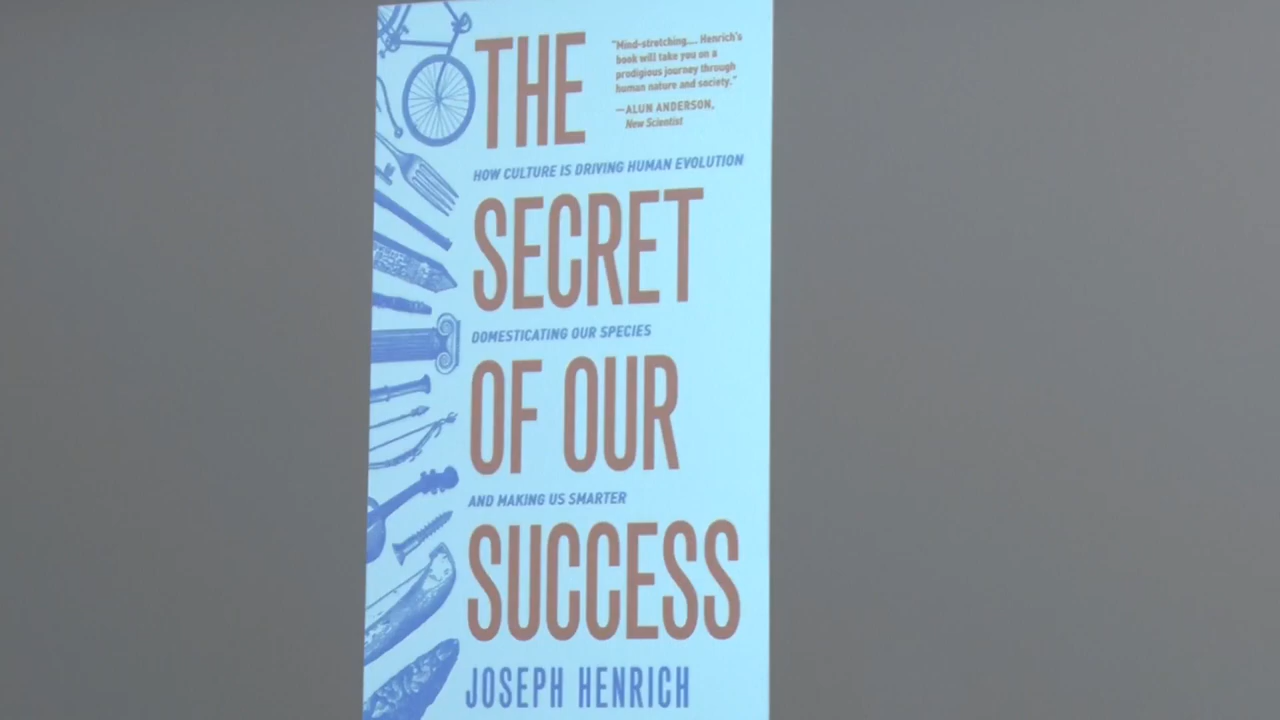 THE
"Mind-stretching.... Henrich's
book will take you on a
prodigious journey through
human nature and society."
—ALUN ANDERSON,
New Scientist
HOW CULTURE IS DRIVING HUMAN EVOLUTION
SECRET
DOMESTICATING OUR SPECIES
OF OUR
AND MAKING US SMARTER
SUCCESS
JOSEPH HENRICH